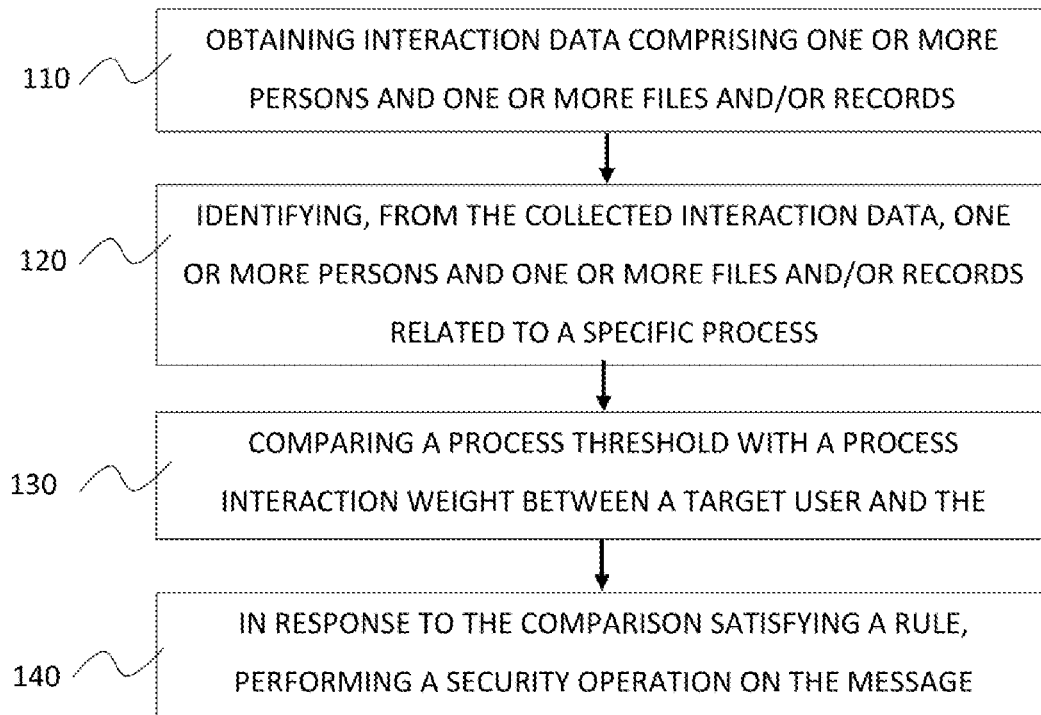 110
OBTAINING INTERACTION DATA COMPRISING ONE OR MORE
PERSONS AND ONE OR MORE FILES AND/OR RECORDS
120
IDENTIFYING, FROM THE COLLECTED INTERACTION DATA, ONE
OR MORE PERSONS AND ONE OR MORE FILES AND/OR RECORDS
RELATED TO A SPECIFIC PROCESS
130
COMPARING A PROCESS THRESHOLD WITH A PROCESS
INTERACTION WEIGHT BETWEEN A TARGET USER AND THE
140
IN RESPONSE TO THE COMPARISON SATISFYING A RULE,
PERFORMING A SECURITY OPERATION ON THE MESSAGE